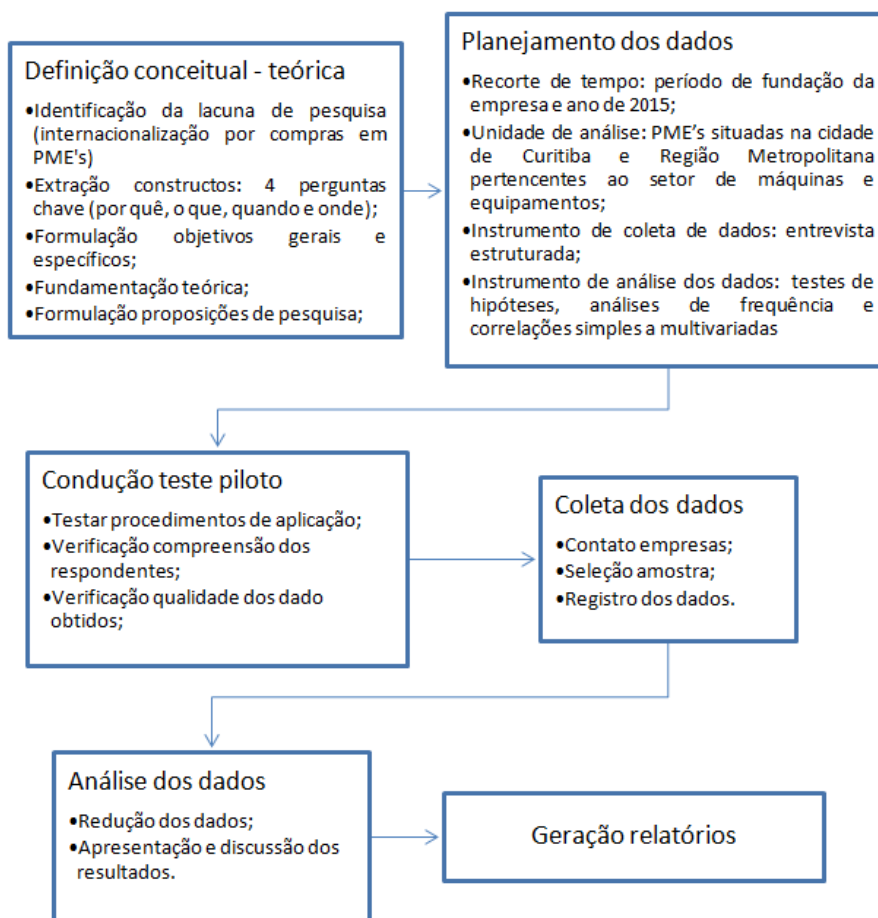 Definição conceitual - teórica
•Identificação da lacuna de pesquisa
(internacionalização por compras em
PME's)
•Extração constructos: 4 perguntas
chave (por quê, o que, quando e onde);
•Formulação objetivos gerais e
específicos;
•Fundamentação teórica;
•Formulação proposições de pesquisa;
Planejamento dos dados
•Recorte de tempo: período de fundação da
empresa e ano de 2015;
•Unidade de análise: PME’s situadas na cidade
de Curitiba e Região Metropolitana
pertencentes ao setor de máquinas e
equipamentos;
•Instrumento de coleta de dados: entrevista
estruturada;
•Instrumento de análise dos dados: testes de
hipóteses, análises de frequência e
correlações simples a multivariadas
Condução teste piloto
•Testar procedimentos de aplicação;
•Verificação compreensão dos
respondentes;
•Verificação qualidade dos dado
obtidos;
Coleta dos dados
•Contato empresas;
•Seleção amostra;
•Registro dos dados.
Análise dos dados
•Redução dos dados;
•Apresentação e discussão dos
resultados.
Geração relatórios